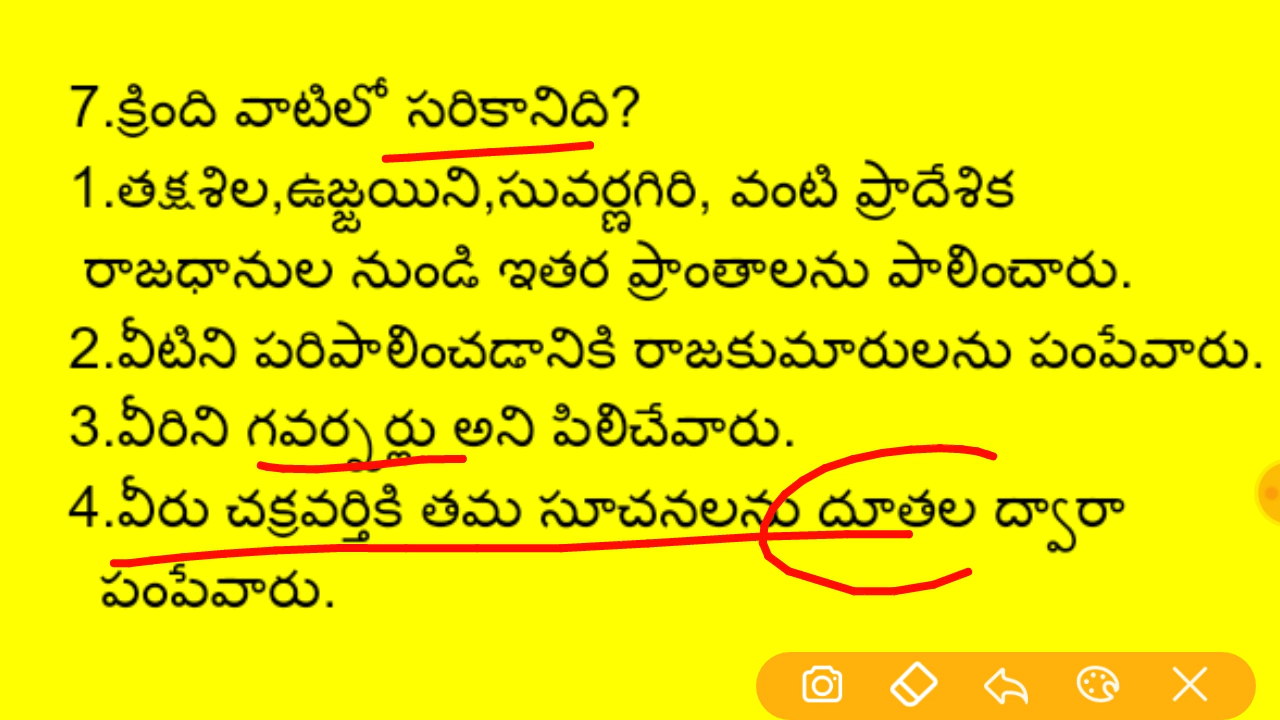 7.క్రింది వాటిలో సరికానిది?
1.తక్షశిల,ఉజ్జయిని,సువర్ణగిరి, వంటి ప్రాదేశిక
రాజధానుల నుండి ఇతర ప్రాంతాలను పాలించారు.
2.వీటిని పరిపాలించడానికి రాజకుమారులను పంపేవారు.
3.వీరిని గవర్న్ర్లు అని పిలిచేవారు.
4.వీరు చక్రవర్తికి తమ సూచనలను దూతల ద్వారా
పంపేవారు.